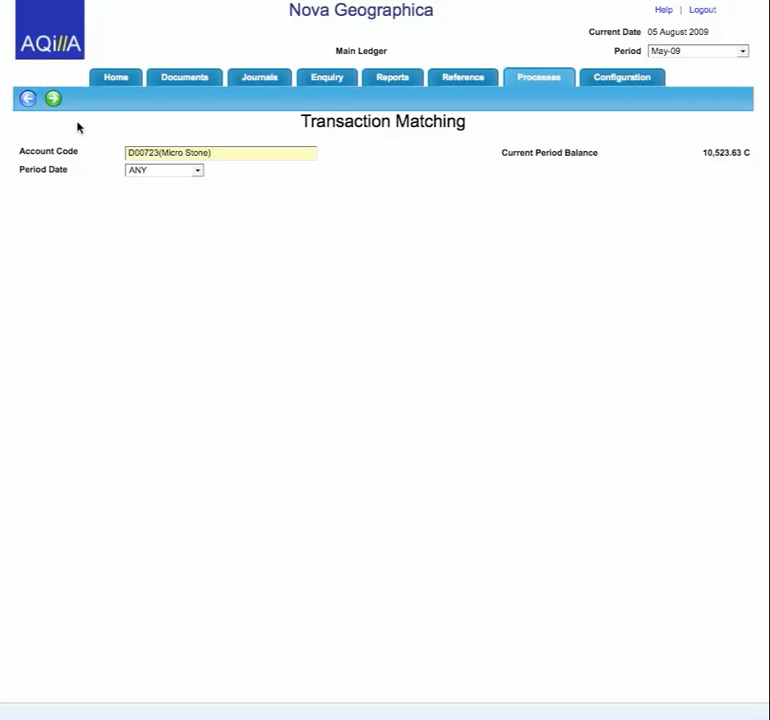 Nova Geographica
Help | Logout
AQillA
Current Date 05 August 2009
Main Ledger
Period May-09
Home Documents Journals Enquiry Reports Reference Processes Configuration
Transaction Matching
Account Code D00723(Micro Stone) Current Period Balance 10,523.63 C
Period Date ANY